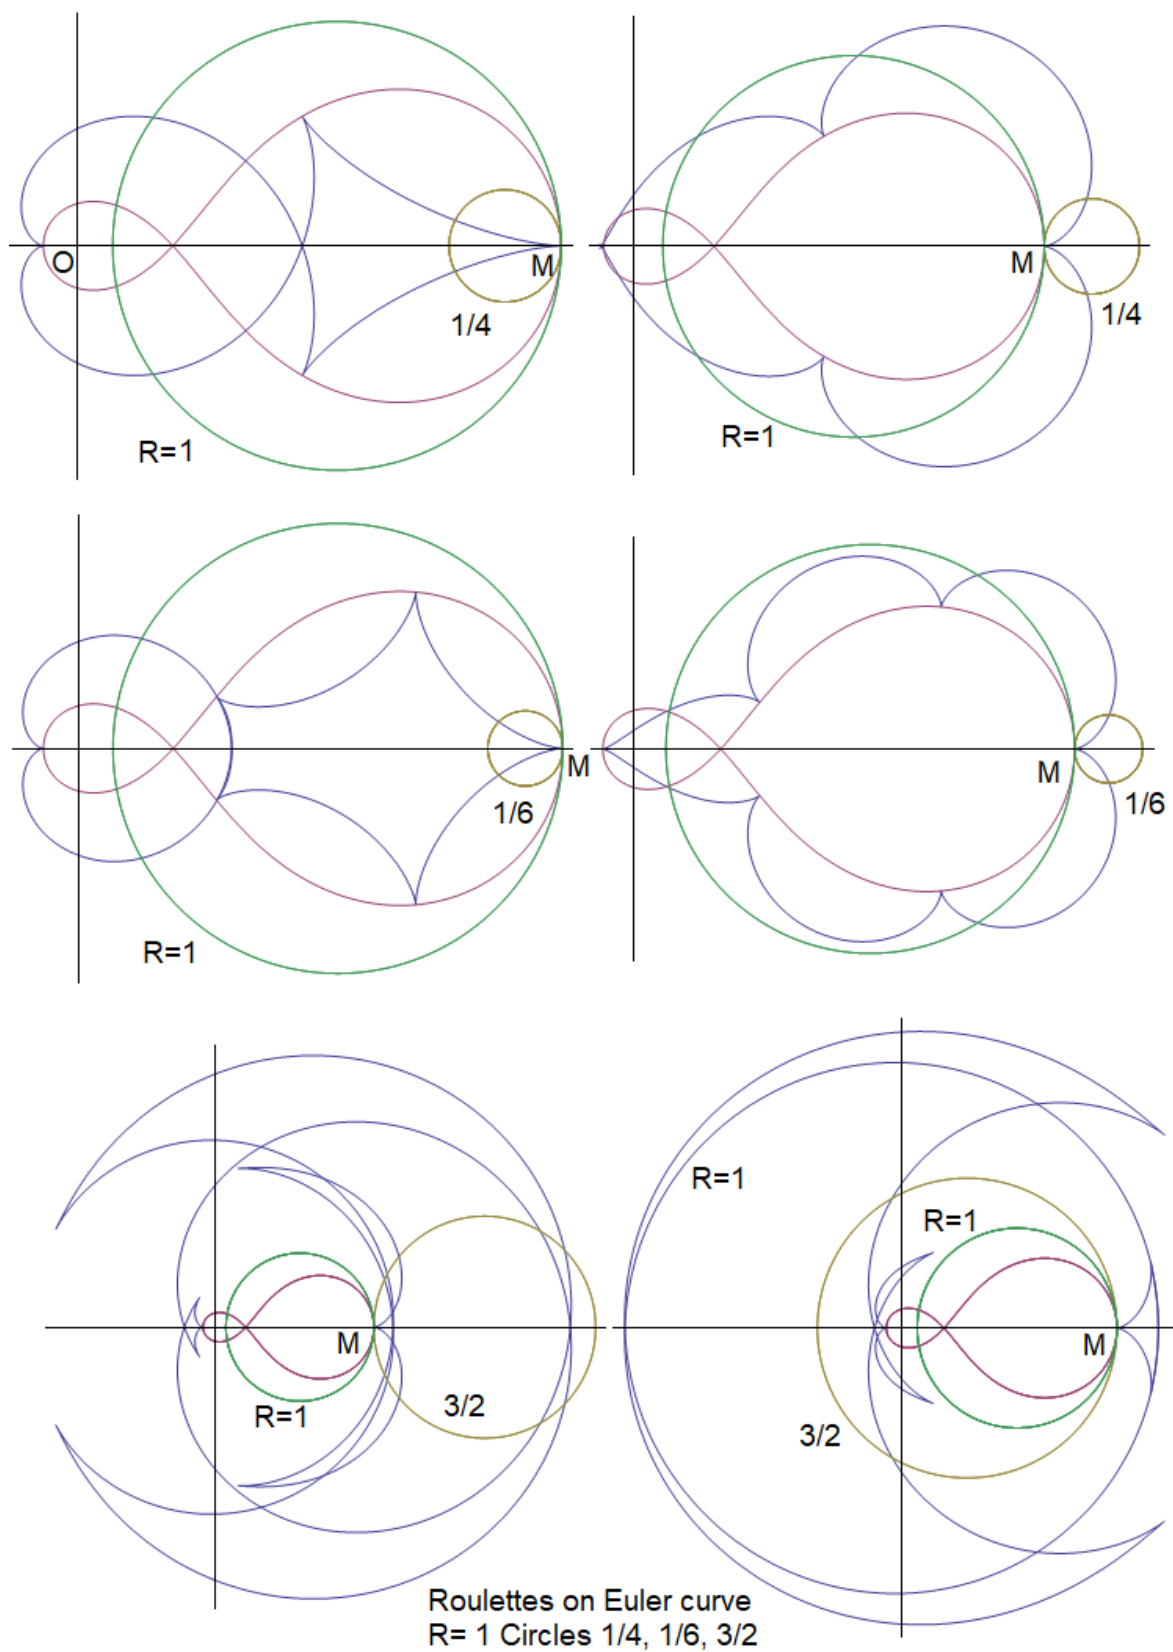 O
M
1/4
R=1
M
1/4
R=1
M
1/6
R=1
M
1/6
M
R=1
3/2
R=1
R=1
M
3/2
Roulettes on Euler curve
R= 1 Circles 1/4, 1/6, 3/2